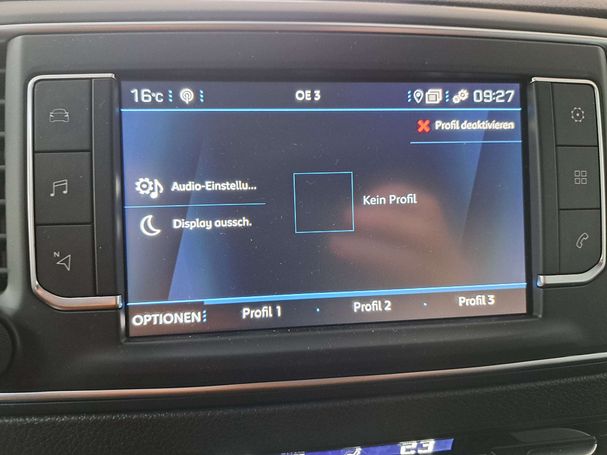 16°C OE 3 09:27
Profil deaktivieren
Audio-Einstellu...
Kein Profil
Display aussch.
OPTIONEN Profil 1 Profil 2 Profil 3
N
23